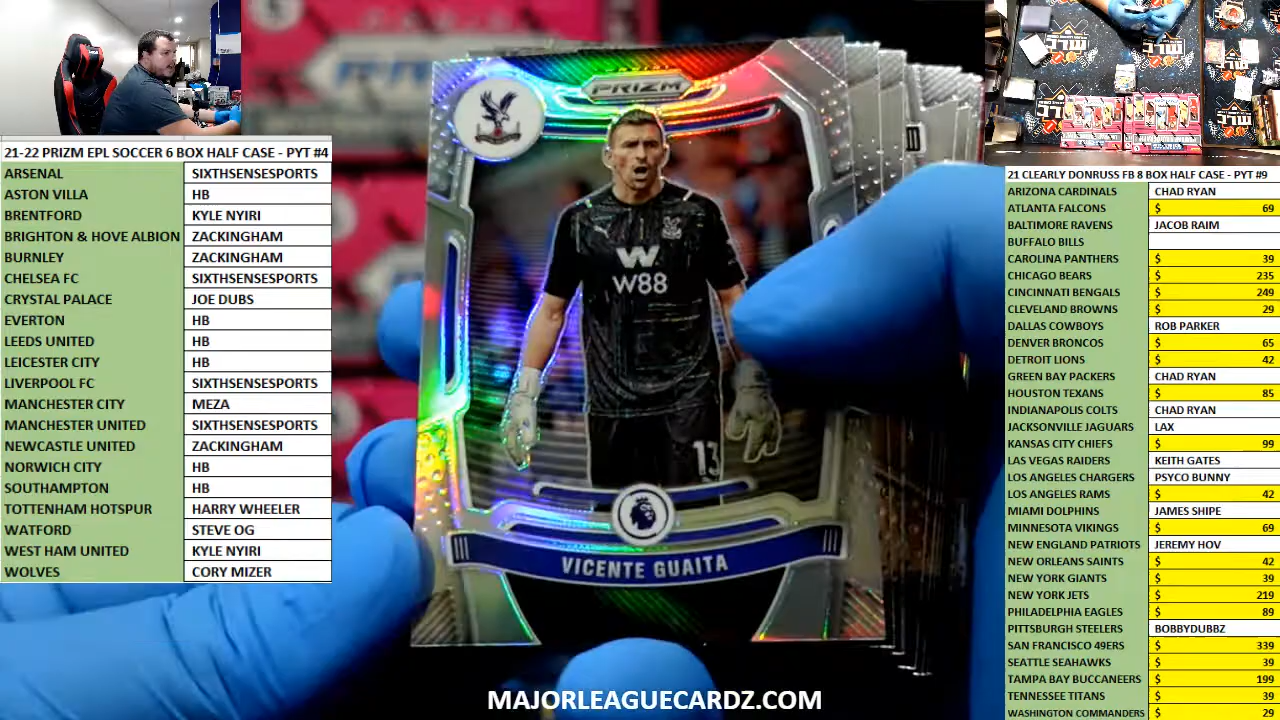 21-22 PRIZM EPL SOCCER 6 BOX HALF CASE - PYT #4
ARSENAL SIXTHSENSESPORTS
ASTON VILLA HB
BRENTFORD KYLE NYIRI
BRIGHTON & HOVE ALBION ZACKINGHAM
BURNLEY ZACKINGHAM
CHELSEA FC SIXTHSENSESPORTS
CRYSTAL PALACE JOE DUBS
EVERTON HB
LEEDS UNITED HB
LEICESTER CITY HB
LIVERPOOL FC SIXTHSENSESPORTS
MANCHESTER CITY MEZA
MANCHESTER UNITED SIXTHSENSESPORTS
NEWCASTLE UNITED ZACKINGHAM
NORWICH CITY HB
SOUTHAMPTON HB
TOTTENHAM HOTSPUR HARRY WHEELER
WATFORD STEVE OG
WEST HAM UNITED KYLE NYIRI
WOLVES CORY MIZER
PRIZM
W
W88
13
VICENTE GUAITA
MAJORLEAGUECARDZ.COM
21 CLEARLY DONRUSS FB 8 BOX HALF CASE - PYT #9
ARIZONA CARDINALS CHAD RYAN
ATLANTA FALCONS $ 69
BALTIMORE RAVENS JACOB RAIM
BUFFALO BILLS
CAROLINA PANTHERS $ 39
CHICAGO BEARS $ 235
CINCINNATI BENGALS $ 249
CLEVELAND BROWNS $ 29
DALLAS COWBOYS ROB PARKER
DENVER BRONCOS $ 65
DETROIT LIONS $ 42
GREEN BAY PACKERS CHAD RYAN
HOUSTON TEXANS $ 85
INDIANAPOLIS COLTS CHAD RYAN
JACKSONVILLE JAGUARS LAX
KANSAS CITY CHIEFS $ 99
LAS VEGAS RAIDERS KEITH GATES
LOS ANGELES CHARGERS PSYCO BUNNY
LOS ANGELES RAMS $ 42
MIAMI DOLPHINS JAMES SHIPE
MINNESOTA VIKINGS $ 69
NEW ENGLAND PATRIOTS JEREMY HOV
NEW ORLEANS SAINTS $ 42
NEW YORK GIANTS $ 39
NEW YORK JETS $ 219
PHILADELPHIA EAGLES $ 89
PITTSBURGH STEELERS BOBBYDUBBZ
SAN FRANCISCO 49ERS $ 339
SEATTLE SEAHAWKS $ 39
TAMPA BAY BUCCANEERS $ 199
TENNESSEE TITANS $ 39
WASHINGTON COMMANDERS $ 29